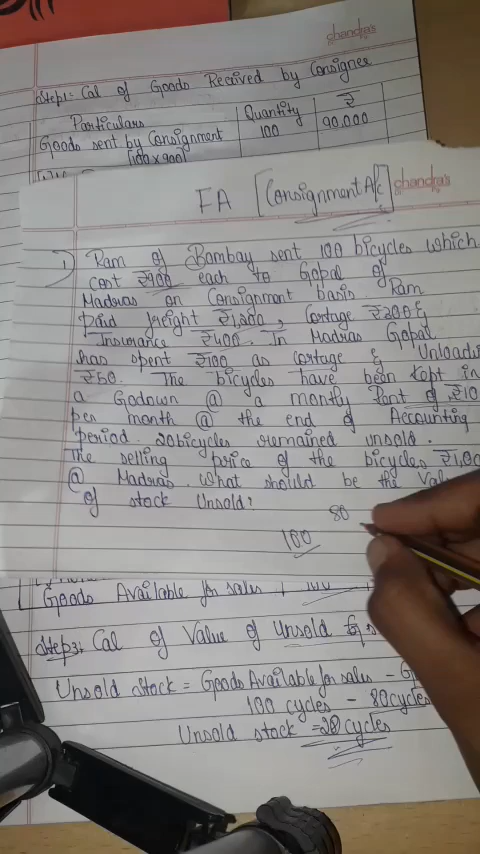 chandra's
Step1: Cal of Goods Received by Consignee
Particulars Quantity ₹
Goods sent by Consignment 100 90,000
[100 x 900]
FA [Consignment A/c] chandra's
1) Ram of Bombay sent 100 bicycles which
cost ₹900 each to Gopal of
Madras on Consignment basis Ram
paid freight ₹1,200, Cartage ₹200 &
Insurance ₹400. In Madras Gopal
has spent ₹100 as cartage & Unloadi
₹50. The bicycles have been kept in
a Godown @ a montly Rent of ₹10
per month @ the end of Accounting
period. 20 bicycles remained unsold.
The selling price of the bicycles ₹1,00
@ Madras. What should be the Val
of stock Unsold?
80
100
Goods Available for sales
Step3: Cal of Value of Unsold
Unsold stock = Goods Available for sales - G
100 cycles - 80 cycles
Unsold stock = 20 cycles